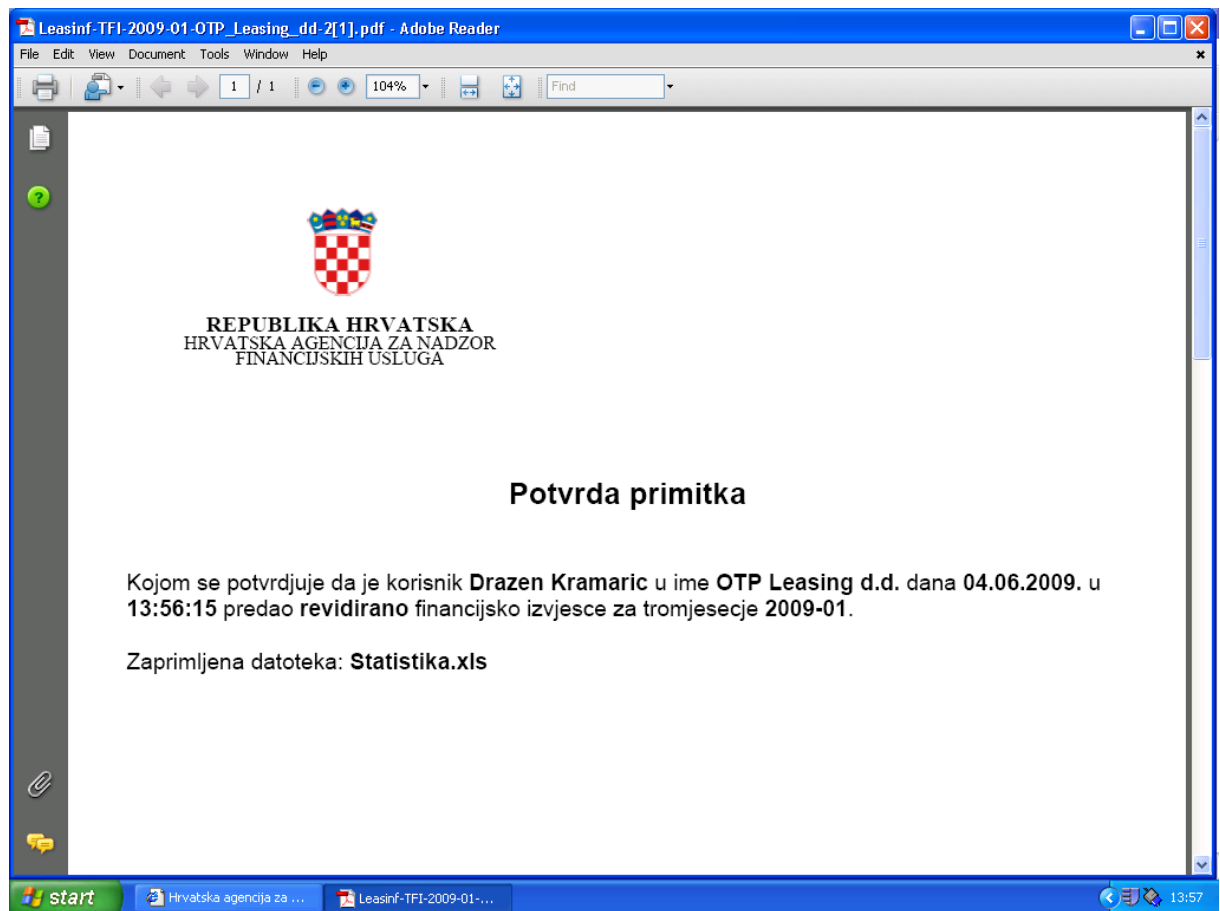 Leasinf-TFI-2009-01-OTP_Leasing_dd-2[1].pdf - Adobe Reader
File Edit View Document Tools Window Help
1 / 1 104% Find
REPUBLIKA HRVATSKA
HRVATSKA AGENCIJA ZA NADZOR
FINANCIJSKIH USLUGA
Potvrda primitka
Kojom se potvrdjuje da je korisnik Drazen Kramaric u ime OTP Leasing d.d. dana 04.06.2009. u
13:56:15 predao revidirano financijsko izvjesce za tromjesecje 2009-01.
Zaprimljena datoteka: Statistika.xls
start Hrvatska agencija za ... Leasinf-TFI-2009-01-... 13:57